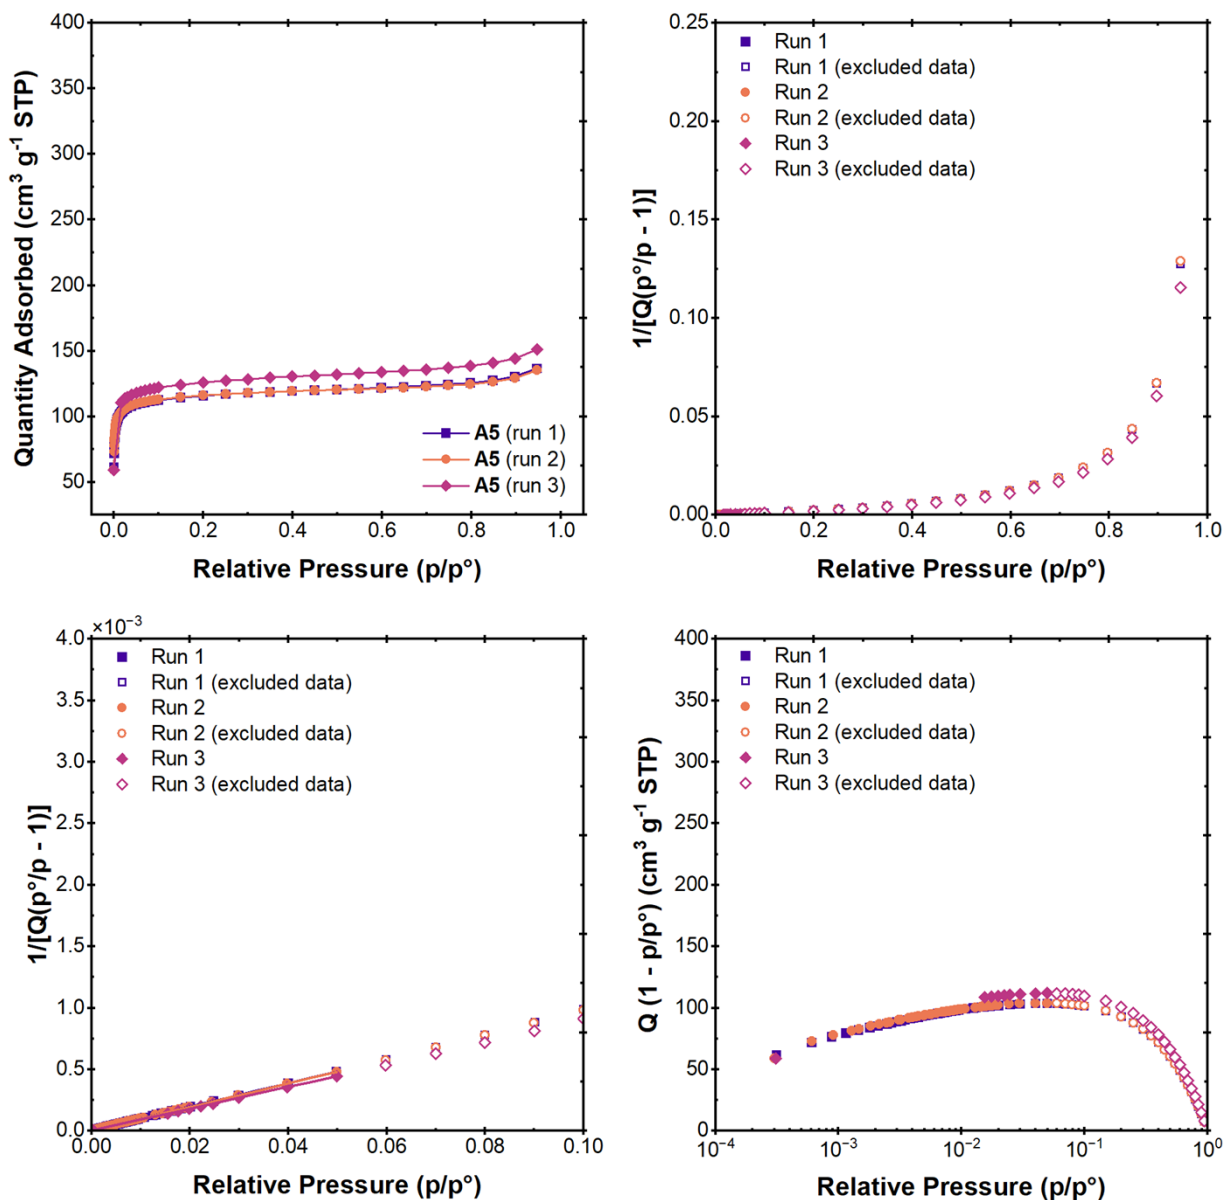 400
350
300
250
200
150
100
50
0.0
0.2
0.4
0.6
0.8
1.0
Quantity Adsorbed (cm³ g⁻¹ STP)
Relative Pressure (p/p°)
A5 (run 1)
A5 (run 2)
A5 (run 3)
0.25
0.20
0.15
0.10
0.05
0.00
0.0
0.2
0.4
0.6
0.8
1.0
1/[Q(p°/p - 1)]
Relative Pressure (p/p°)
Run 1
Run 1 (excluded data)
Run 2
Run 2 (excluded data)
Run 3
Run 3 (excluded data)
×10⁻³
4.0
3.5
3.0
2.5
2.0
1.5
1.0
0.5
0.0
0.00
0.02
0.04
0.06
0.08
0.10
1/[Q(p°/p - 1)]
Relative Pressure (p/p°)
Run 1
Run 1 (excluded data)
Run 2
Run 2 (excluded data)
Run 3
Run 3 (excluded data)
400
350
300
250
200
150
100
50
0
10⁻⁴
10⁻³
10⁻²
10⁻¹
10⁰
Q (1 - p/p°) (cm³ g⁻¹ STP)
Relative Pressure (p/p°)
Run 1
Run 1 (excluded data)
Run 2
Run 2 (excluded data)
Run 3
Run 3 (excluded data)